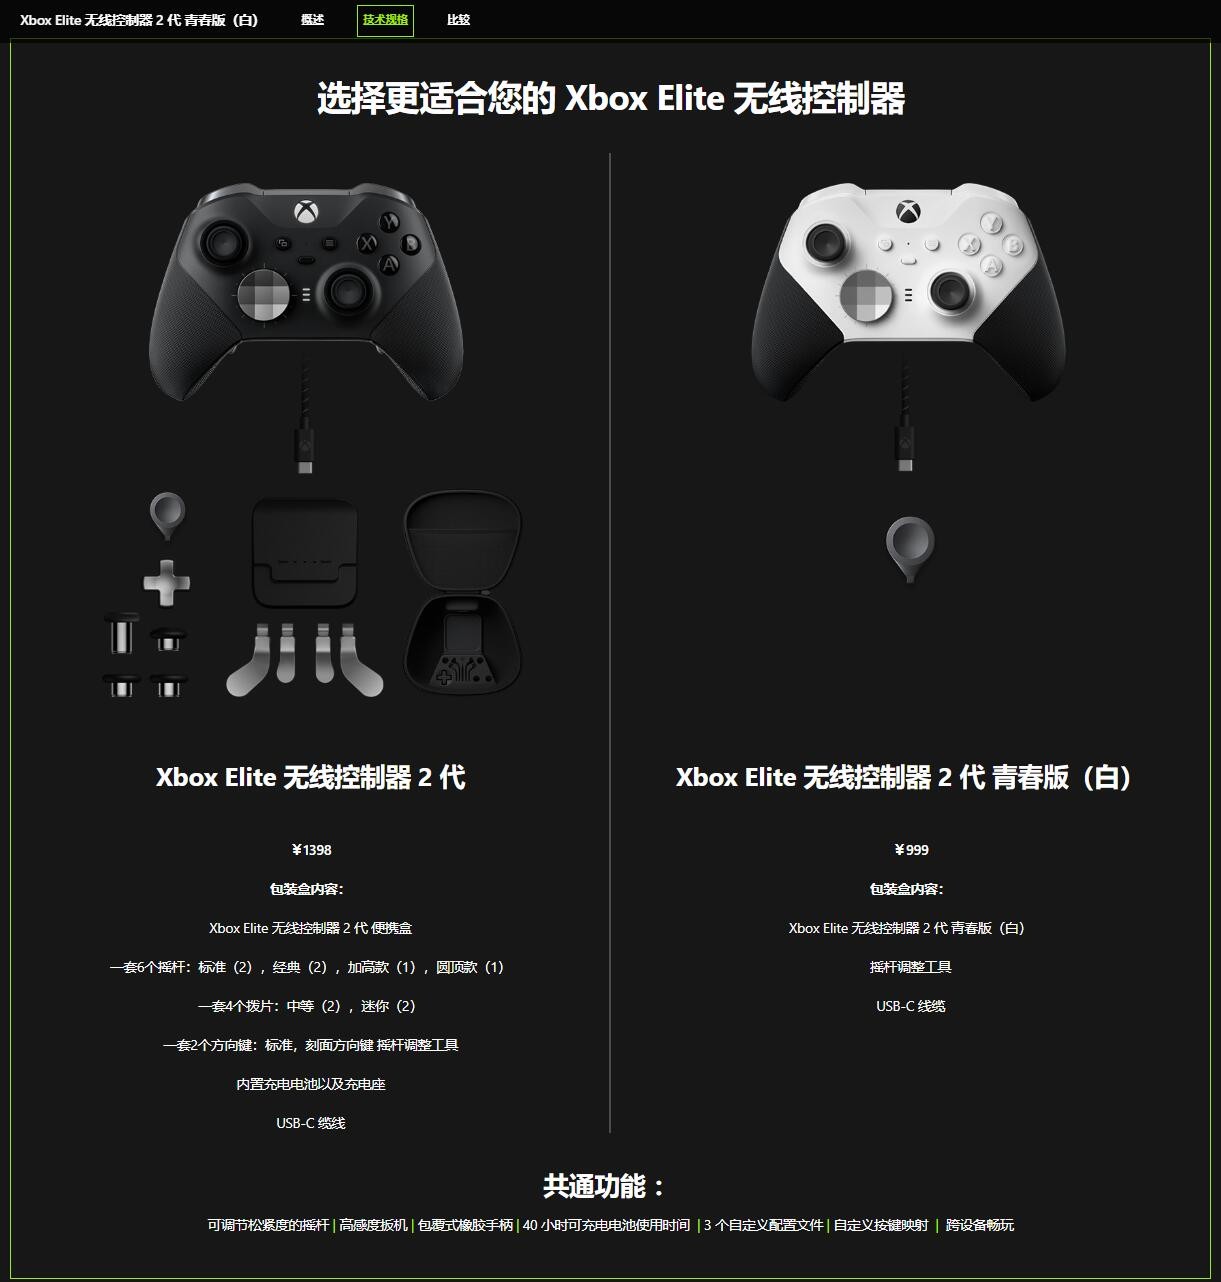 Xbox Elite 无线控制器 2 代 青春版（白） 概述 技术规格 比较
选择更适合您的 Xbox Elite 无线控制器
Y
X B
A
Y
X B
A
Xbox Elite 无线控制器 2 代
¥1398
包装盒内容：
Xbox Elite 无线控制器 2 代 便携盒
一套6个摇杆：标准（2），经典（2），加高款（1），圆顶款（1）
一套4个拨片：中等（2），迷你（2）
一套2个方向键：标准，刻面方向键 摇杆调整工具
内置充电电池以及充电座
USB-C 缆线
Xbox Elite 无线控制器 2 代 青春版（白）
¥999
包装盒内容：
Xbox Elite 无线控制器 2 代 青春版（白）
摇杆调整工具
USB-C 线缆
共通功能：
可调节松紧度的摇杆 | 高感度扳机 | 包覆式橡胶手柄 | 40 小时可充电电池使用时间 | 3 个自定义配置文件 | 自定义按键映射 | 跨设备畅玩